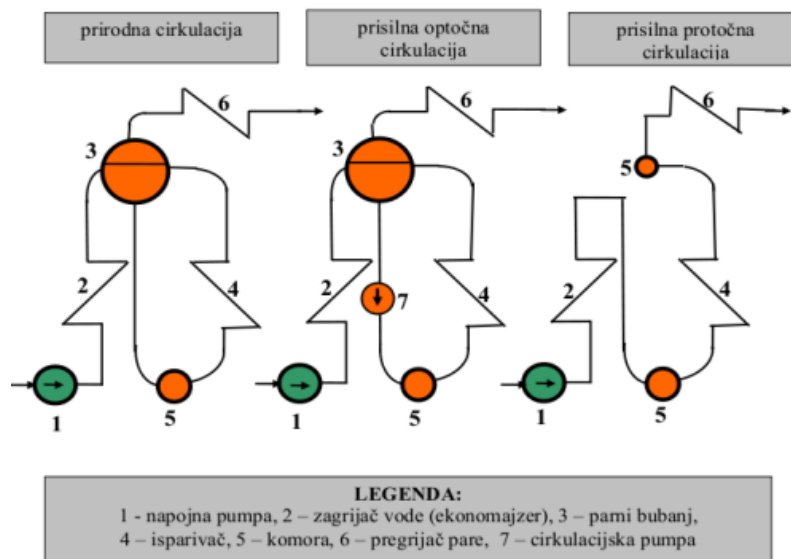 prirodna cirkulacija
prisilna optočna
cirkulacija
prisilna protočna
cirkulacija
6
6
6
3
3
5
2
4
2
7
4
2
4
1
5
1
5
1
5
LEGENDA:
1 - napojna pumpa, 2 – zagrijač vode (ekonomajzer), 3 – parni bubanj,
4 – isparivač, 5 – komora, 6 – pregrijač pare, 7 – cirkulacijska pumpa